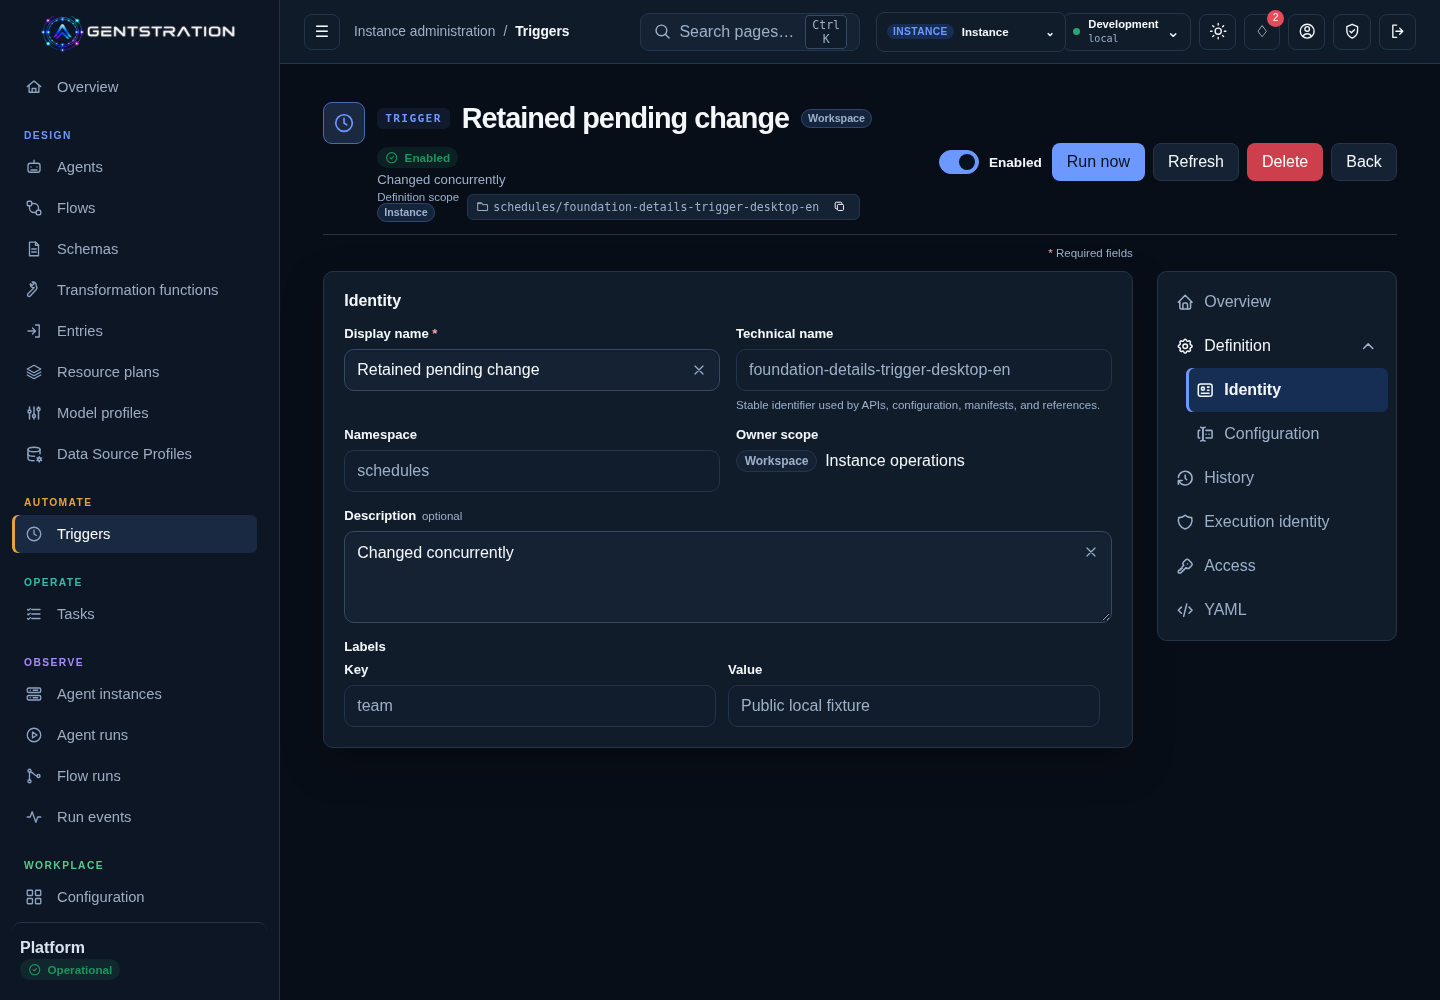 GENTSTRATION
Overview
DESIGN
Agents
Flows
Schemas
Transformation functions
Entries
Resource plans
Model profiles
Data Source Profiles
AUTOMATE
Triggers
OPERATE
Tasks
OBSERVE
Agent instances
Agent runs
Flow runs
Run events
WORKPLACE
Configuration
Platform
Operational
Instance administration / Triggers
Search pages… Ctrl K
INSTANCE Instance
Development
local
2
TRIGGER Retained pending change Workspace
Enabled
Changed concurrently
Definition scope
Instance
schedules/foundation-details-trigger-desktop-en
Enabled Run now Refresh Delete Back
* Required fields
Identity
Display name *
Retained pending change
Technical name
foundation-details-trigger-desktop-en
Stable identifier used by APIs, configuration, manifests, and references.
Namespace
schedules
Owner scope
Workspace Instance operations
Description optional
Changed concurrently
Labels
Key
team
Value
Public local fixture
Overview
Definition
Identity
Configuration
History
Execution identity
Access
YAML